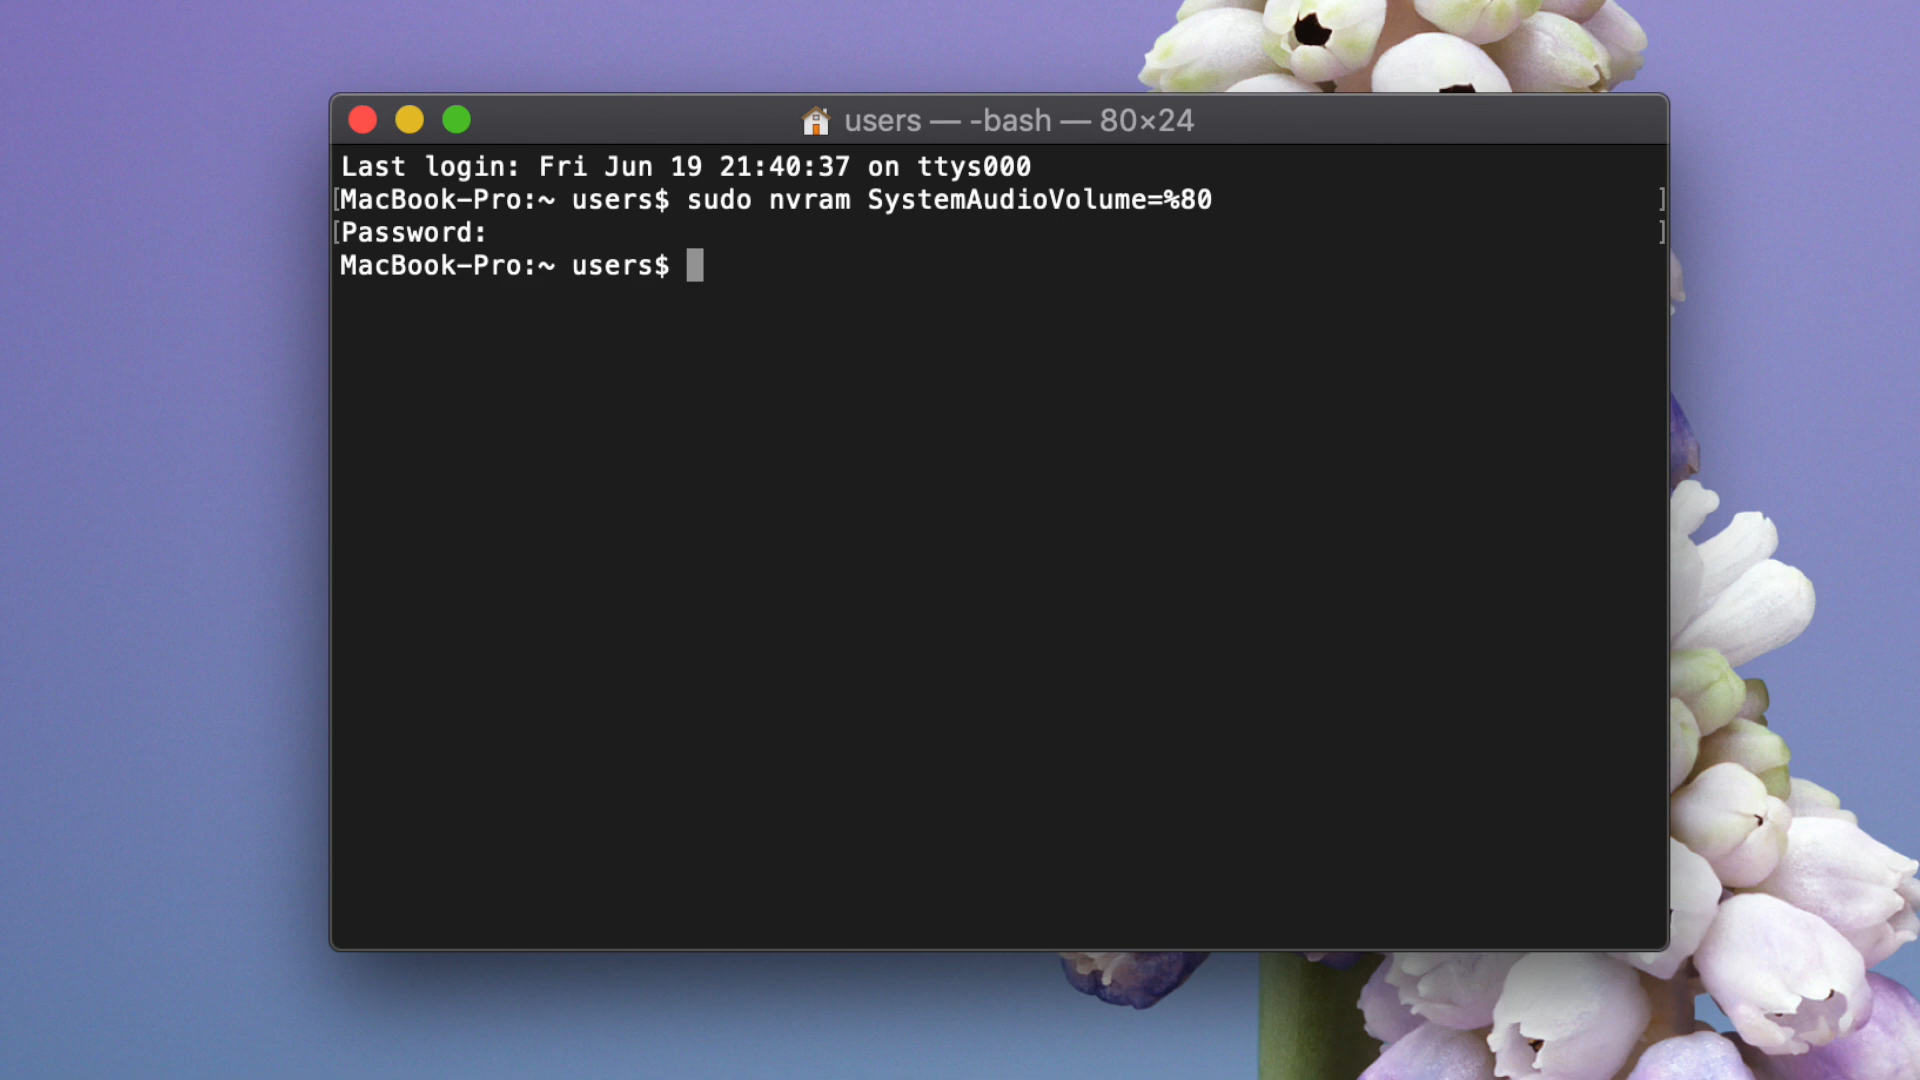 users — -bash — 80×24
Last login: Fri Jun 19 21:40:37 on ttys000
[MacBook-Pro:~ users$ sudo nvram SystemAudioVolume=%80 ]
[Password: ]
MacBook-Pro:~ users$